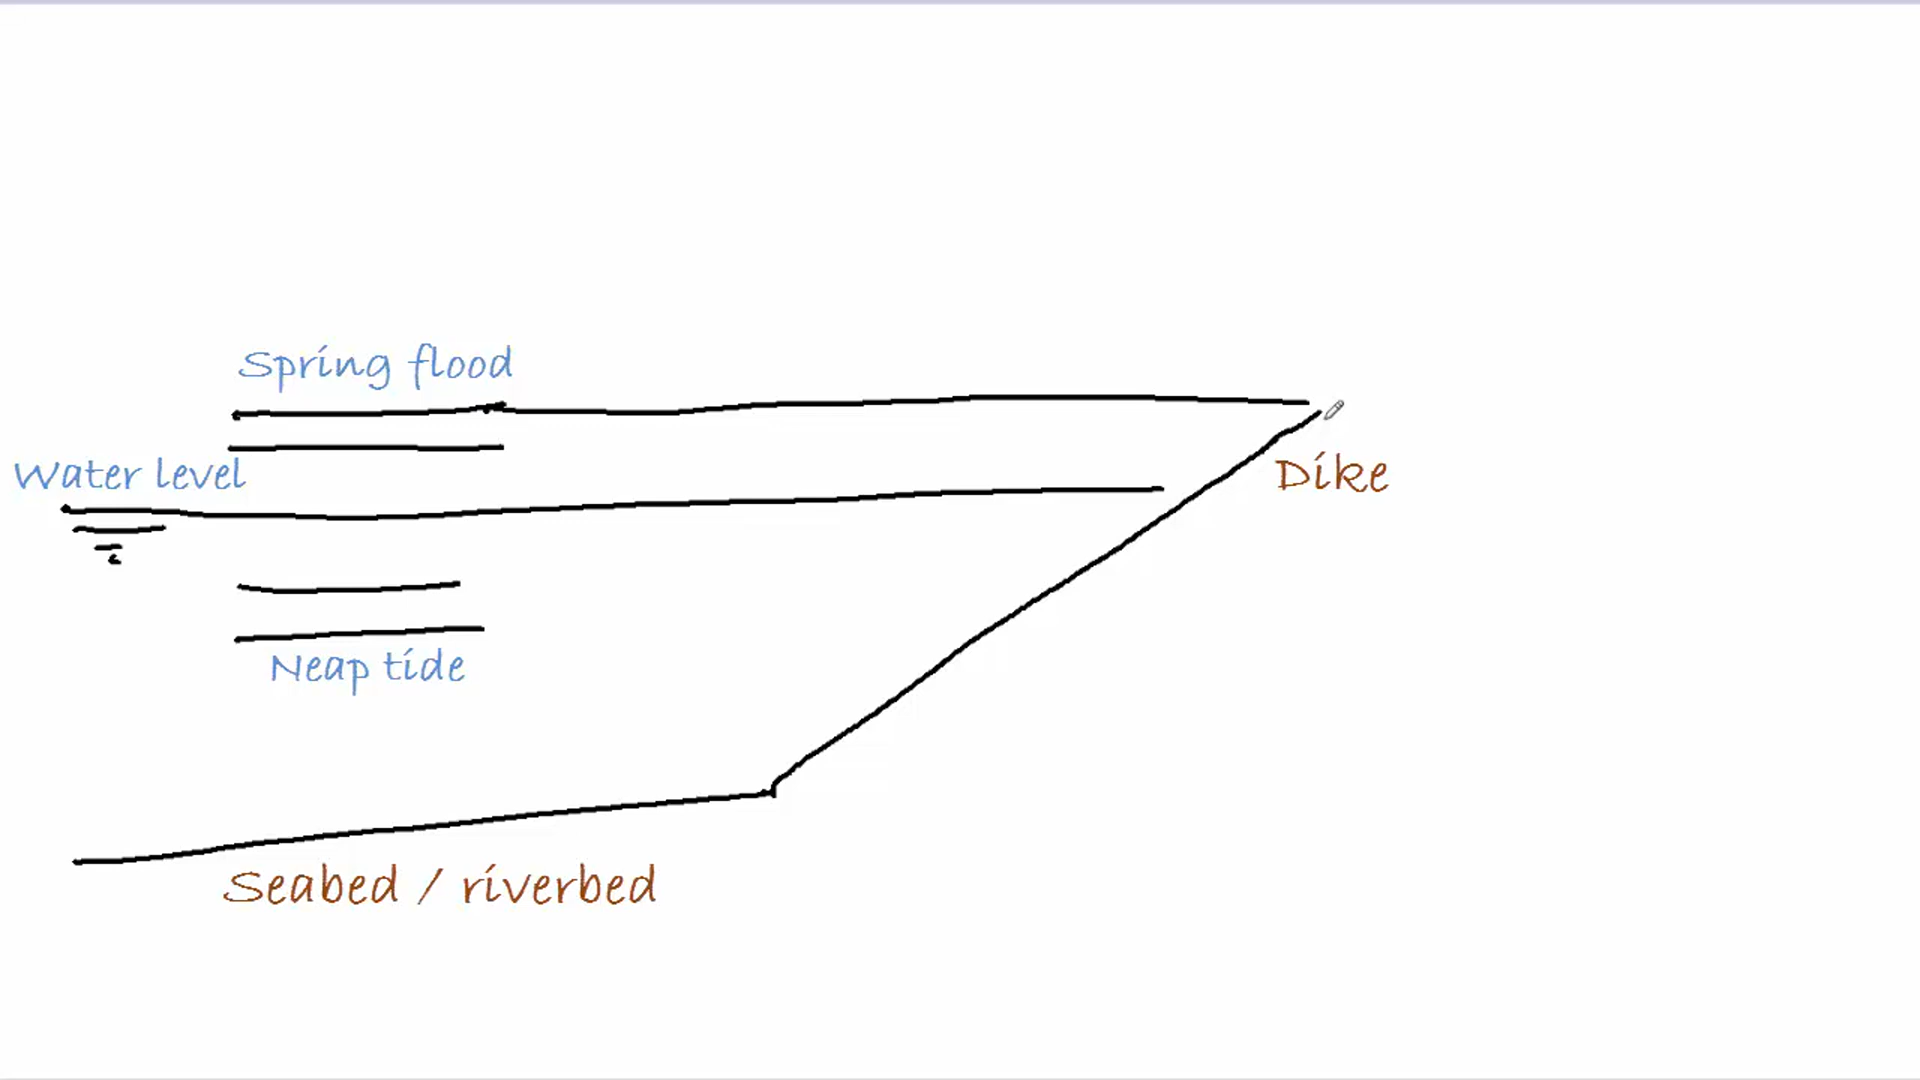 Spring flood
Water level
Dike
Neap tide
Seabed / riverbed